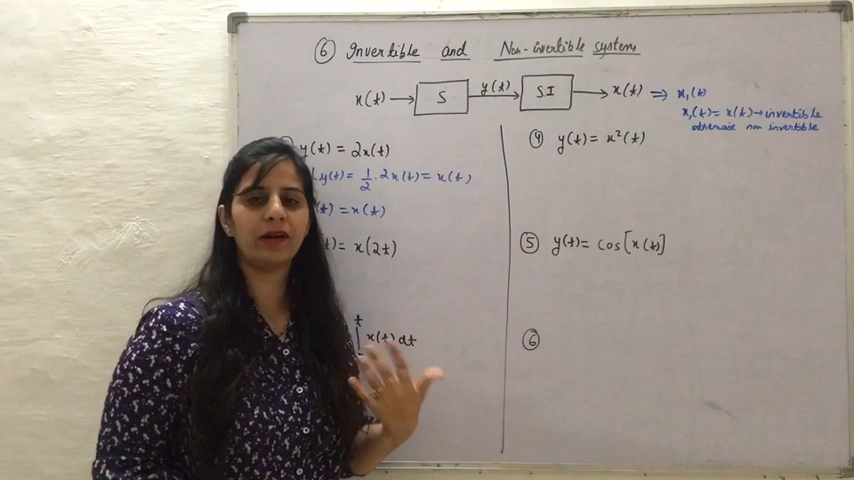 ⑥ Invertible and Non-invertible systems
x(t) → S y(t) → SI → x(t) ⇒ x₁(t)
x₁(t) = x(t) → invertible
otherwise non invertible
y(t) = 2x(t)
y(t) = 1/2 · 2x(t) = x(t)
(t) = x(t)
t) = x(2t)
t
x(t) dt
④ y(t) = x²(t)
⑤ y(t) = cos[x(t)]
⑥